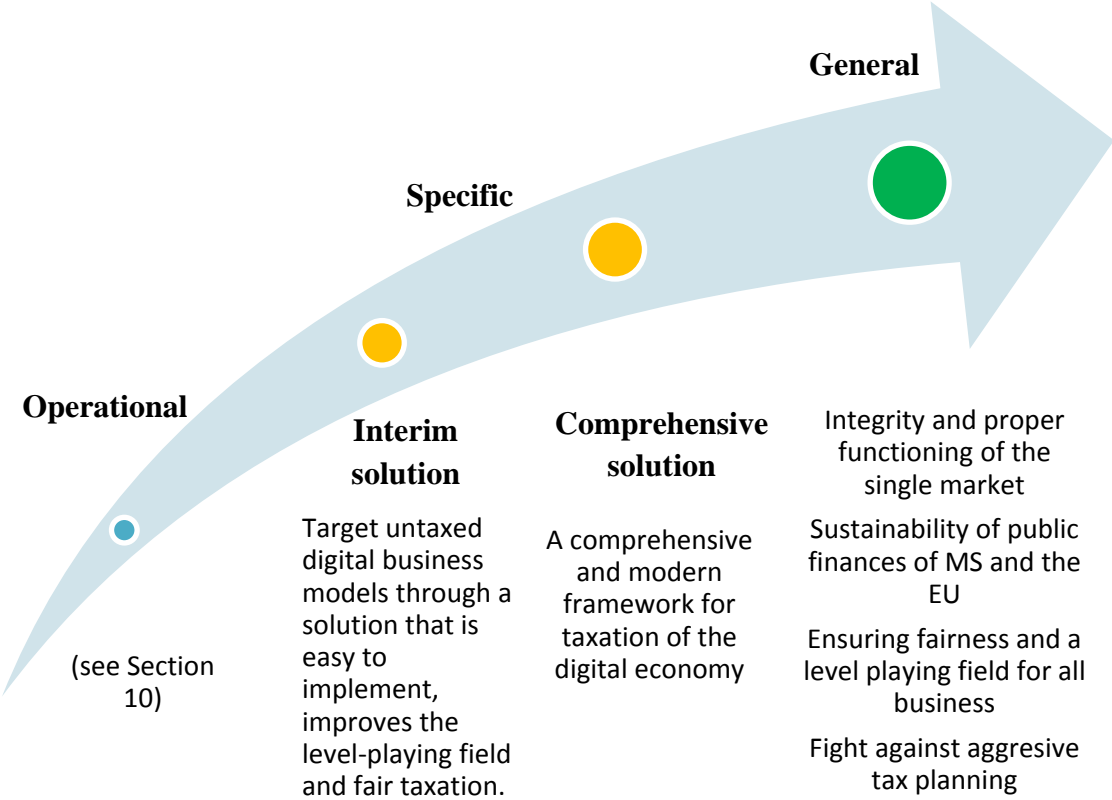 General
Specific
Operational
(see Section
10)
Interim
solution
Target untaxed
digital business
models through a
solution that is
easy to
implement,
improves the
level-playing field
and fair taxation.
Comprehensive
solution
A comprehensive
and modern
framework for
taxation of the
digital economy
Integrity and proper
functioning of the
single market
Sustainability of public
finances of MS and the
EU
Ensuring fairness and a
level playing field for all
business
Fight against aggresive
tax planning